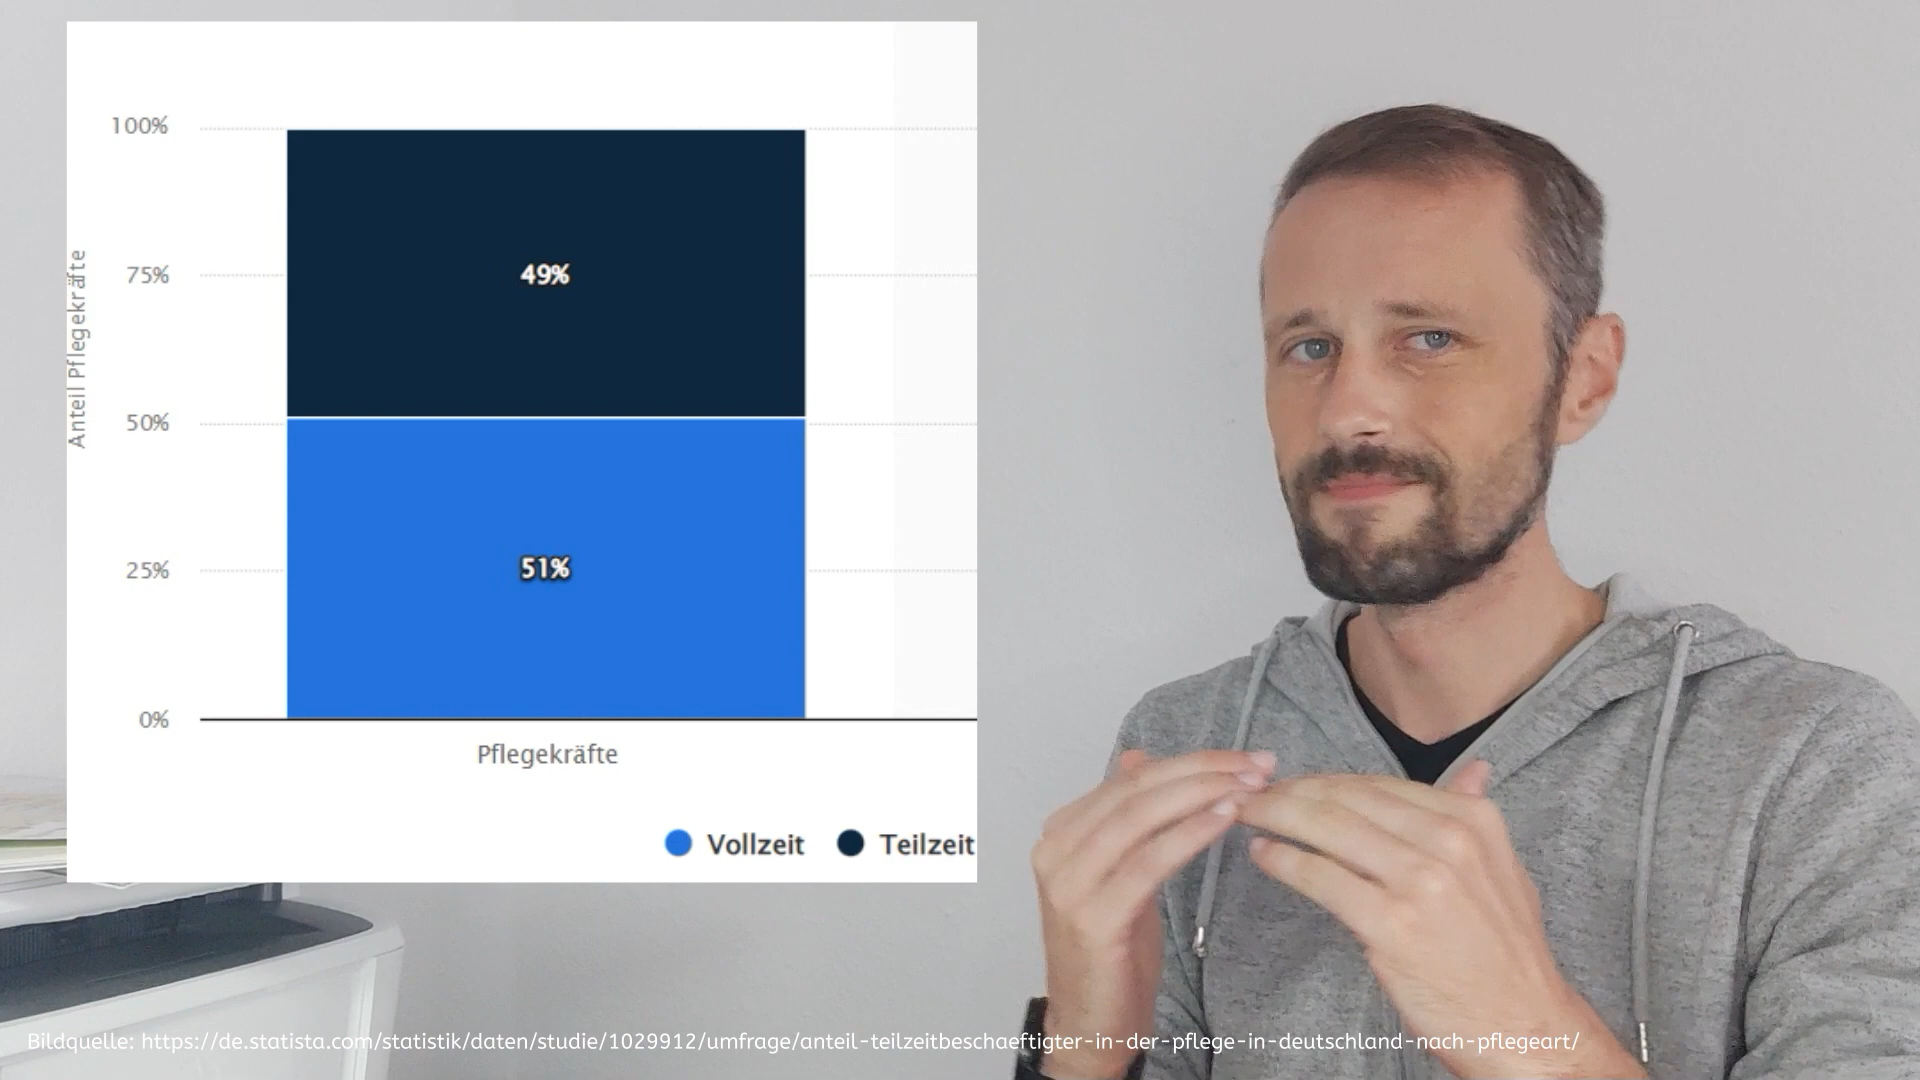 100%
75%
50%
25%
0%
Anteil Pflegekräfte
49%
51%
Pflegekräfte
Vollzeit
Teilzeit
Bildquelle: https://de.statista.com/statistik/daten/studie/1029912/umfrage/anteil-teilzeitbeschaeftigter-in-der-pflege-in-deutschland-nach-pflegeart/